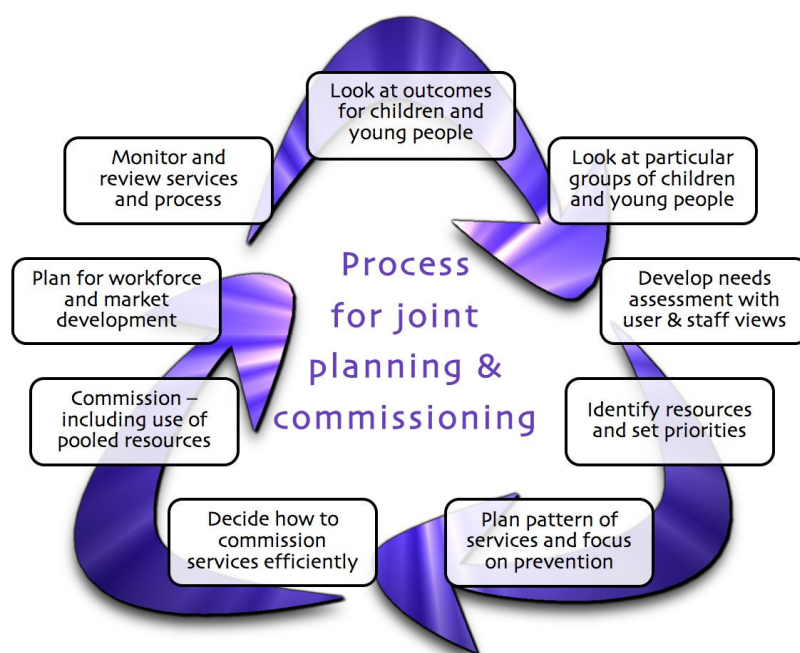 Look at outcomes
for children and
young people
Look at particular
groups of children
and young people
Develop needs
assessment with
user & staff views
Identify resources
and set priorities
Plan pattern of
services and focus
on prevention
Decide how to
commission
services efficiently
Commission –
including use of
pooled resources
Plan for workforce
and market
development
Monitor and
review services
and process
Process
for joint
planning &
commissioning